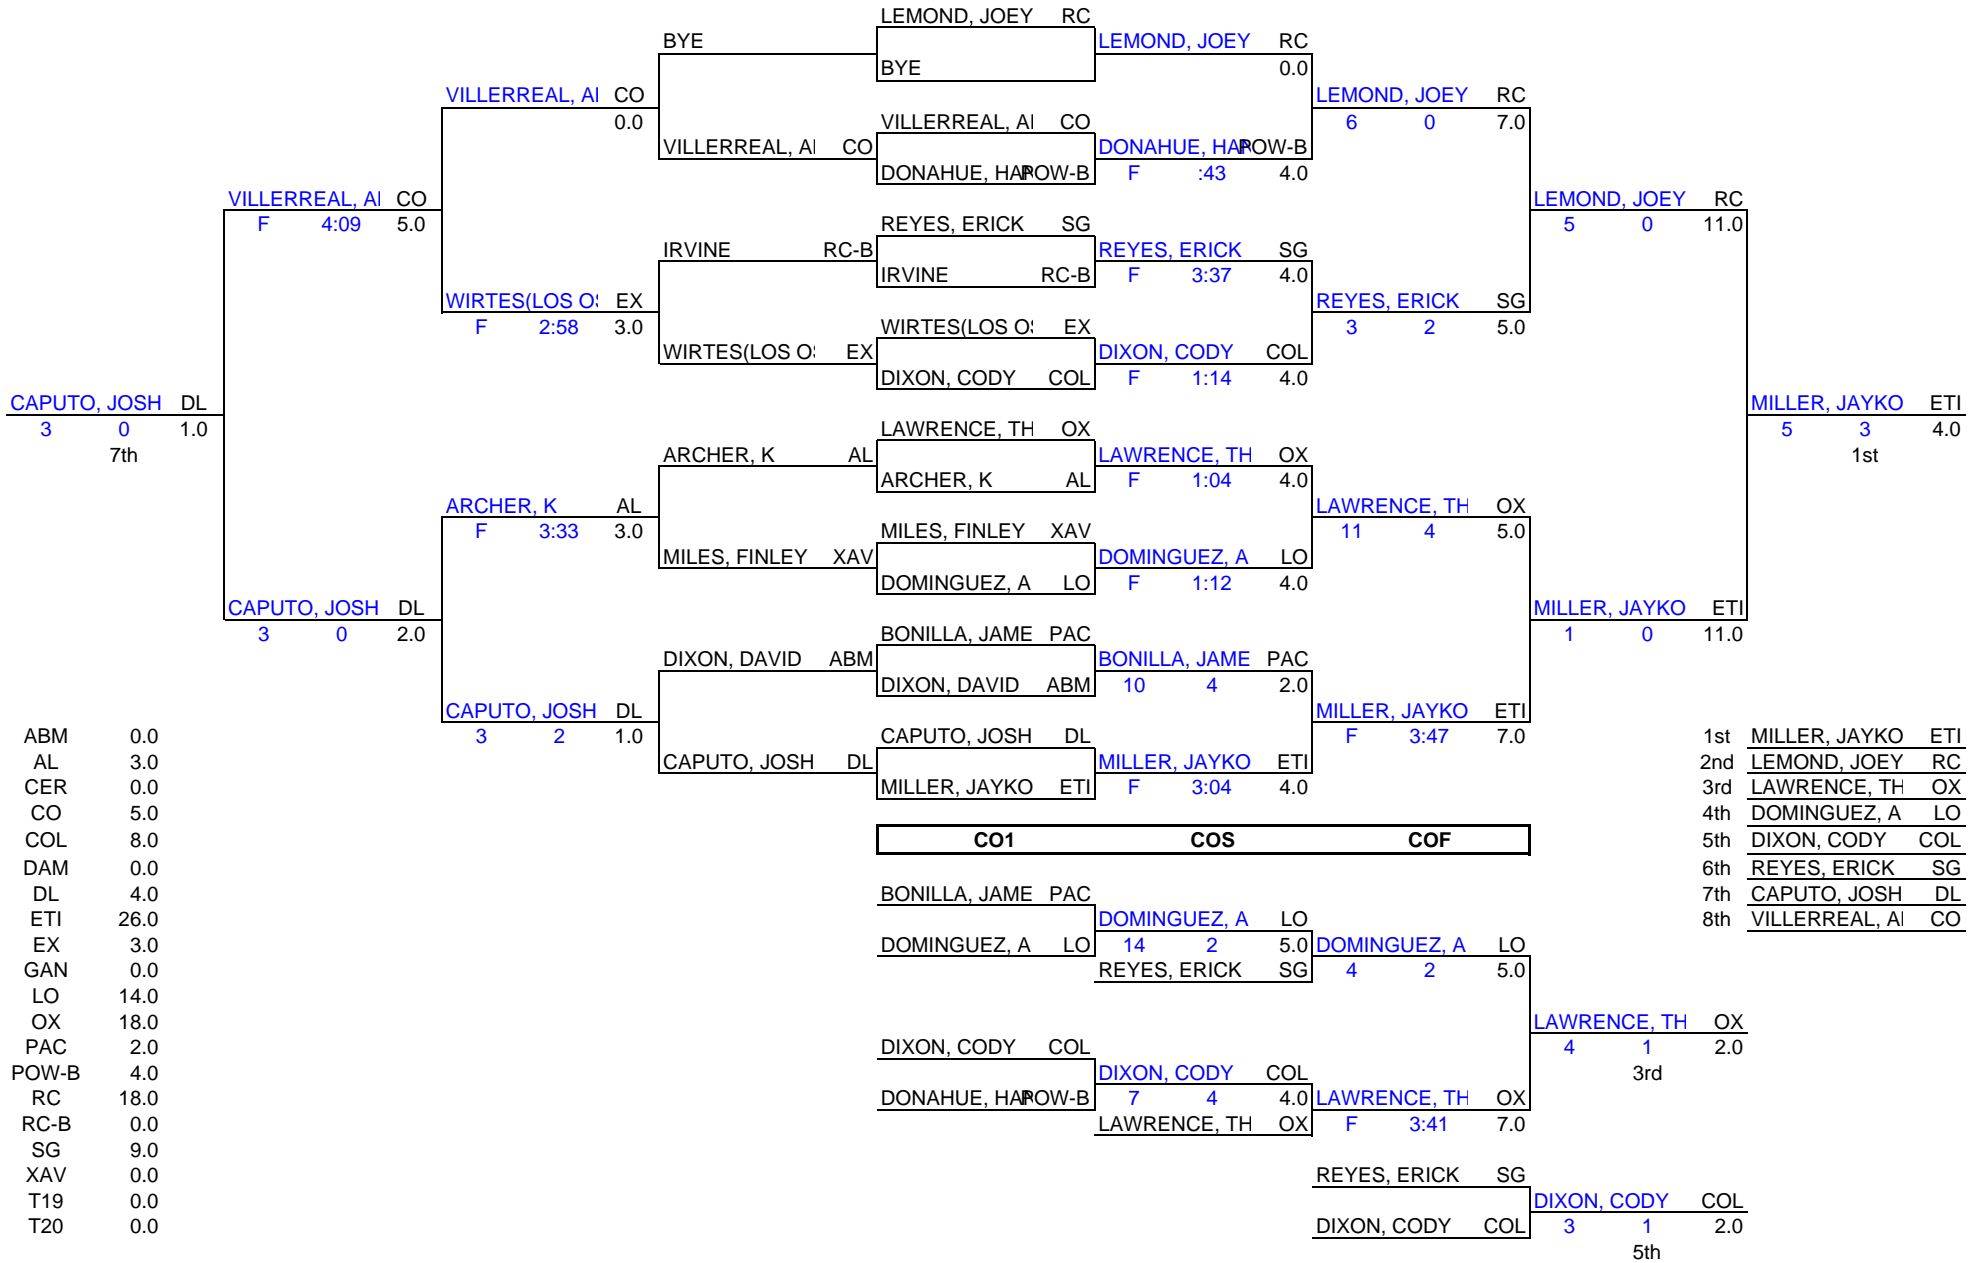 LEMOND, JOEY RC
BYE LEMOND, JOEY RC
BYE 0.0
VILLERREAL, AI CO LEMOND, JOEY RC
0.0 VILLERREAL, AI CO 6 0 7.0
VILLERREAL, AI CO DONAHUE, HAR POW-B
DONAHUE, HAR POW-B F :43 4.0
VILLERREAL, AI CO LEMOND, JOEY RC
F 4:09 5.0 REYES, ERICK SG 5 0 11.0
IRVINE RC-B REYES, ERICK SG
IRVINE RC-B F 3:37 4.0
WIRTES(LOS OS EX REYES, ERICK SG
F 2:58 3.0 WIRTES(LOS OS EX 3 2 5.0
WIRTES(LOS OS EX DIXON, CODY COL
DIXON, CODY COL F 1:14 4.0
CAPUTO, JOSH DL MILLER, JAYKO ETI
3 0 1.0 LAWRENCE, TH OX 5 3 4.0
7th ARCHER, K AL LAWRENCE, TH OX 1st
ARCHER, K AL F 1:04 4.0
ARCHER, K AL LAWRENCE, TH OX
F 3:33 3.0 MILES, FINLEY XAV 11 4 5.0
MILES, FINLEY XAV DOMINGUEZ, A LO
DOMINGUEZ, A LO F 1:12 4.0
CAPUTO, JOSH DL MILLER, JAYKO ETI
3 0 2.0 BONILLA, JAME PAC 1 0 11.0
DIXON, DAVID ABM BONILLA, JAME PAC
DIXON, DAVID ABM 10 4 2.0
CAPUTO, JOSH DL MILLER, JAYKO ETI
ABM 0.0 3 2 1.0 CAPUTO, JOSH DL F 3:47 7.0 1st MILLER, JAYKO ETI
AL 3.0 CAPUTO, JOSH DL MILLER, JAYKO ETI 2nd LEMOND, JOEY RC
CER 0.0 MILLER, JAYKO ETI F 3:04 4.0 3rd LAWRENCE, TH OX
CO 5.0 4th DOMINGUEZ, A LO
COL 8.0 CO1 COS COF 5th DIXON, CODY COL
DAM 0.0 6th REYES, ERICK SG
DL 4.0 BONILLA, JAME PAC 7th CAPUTO, JOSH DL
ETI 26.0 DOMINGUEZ, A LO 8th VILLERREAL, AI CO
EX 3.0 DOMINGUEZ, A LO 14 2 5.0 DOMINGUEZ, A LO
GAN 0.0 REYES, ERICK SG 4 2 5.0
LO 14.0
OX 18.0 LAWRENCE, TH OX
PAC 2.0 DIXON, CODY COL 4 1 2.0
POW-B 4.0 DIXON, CODY COL 3rd
RC 18.0 DONAHUE, HAR POW-B 7 4 4.0 LAWRENCE, TH OX
RC-B 0.0 LAWRENCE, TH OX F 3:41 7.0
SG 9.0
XAV 0.0 REYES, ERICK SG
T19 0.0 DIXON, CODY COL
T20 0.0 DIXON, CODY COL 3 1 2.0
5th